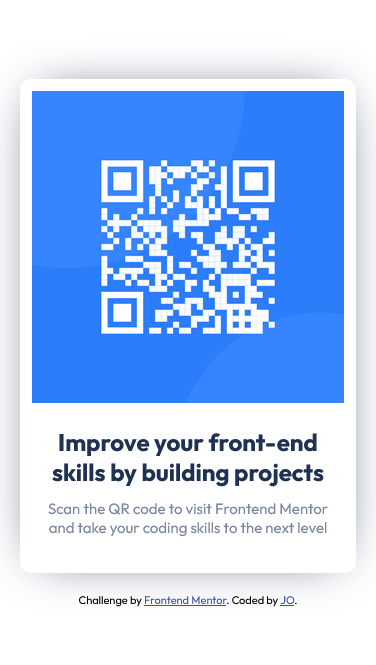 Improve your front-end
skills by building projects
Scan the QR code to visit Frontend Mentor
and take your coding skills to the next level
Challenge by Frontend Mentor. Coded by JO.